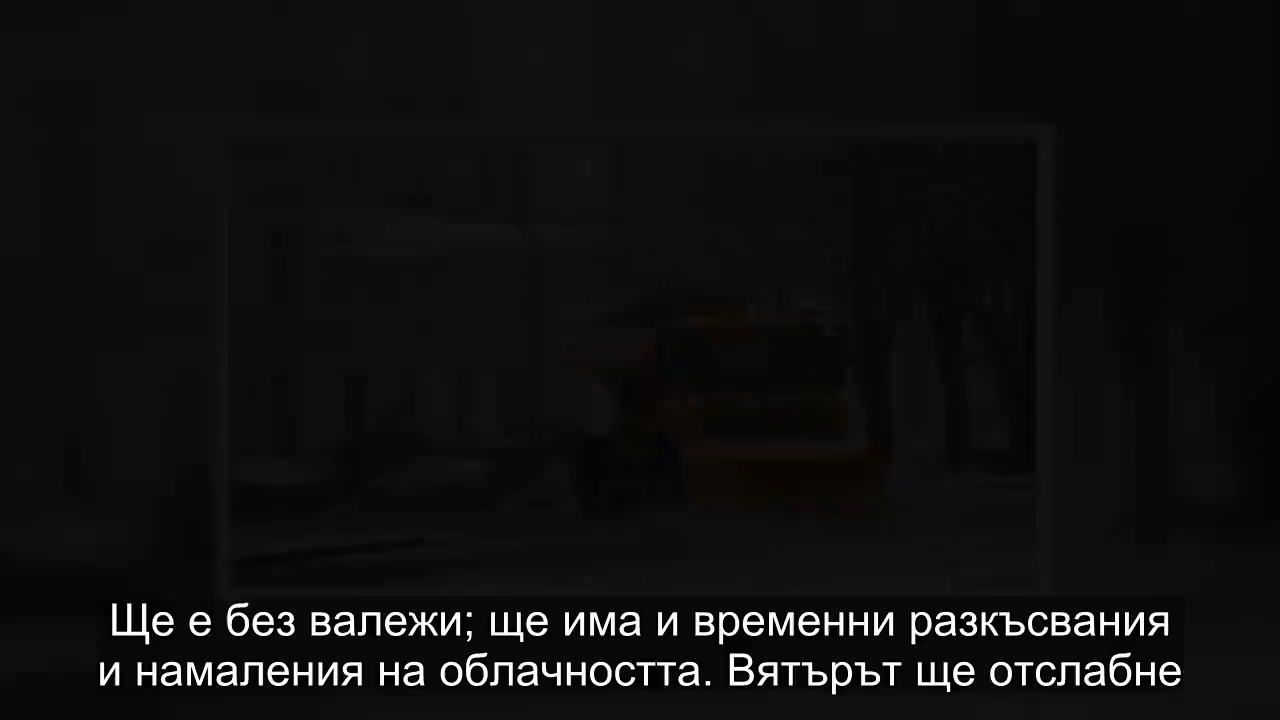 Ще е без валежи; ще има и временни разкъсвания
и намаления на облачността. Вятърът ще отслабне